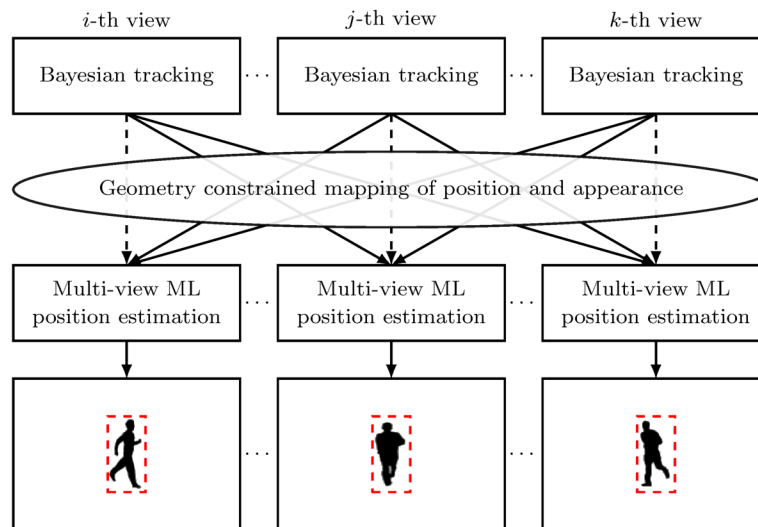 i-th view
j-th view
k-th view
Bayesian tracking ... Bayesian tracking ... Bayesian tracking
Geometry constrained mapping of position and appearance
Multi-view ML ... Multi-view ML ... Multi-view ML
position estimation position estimation position estimation
... ...